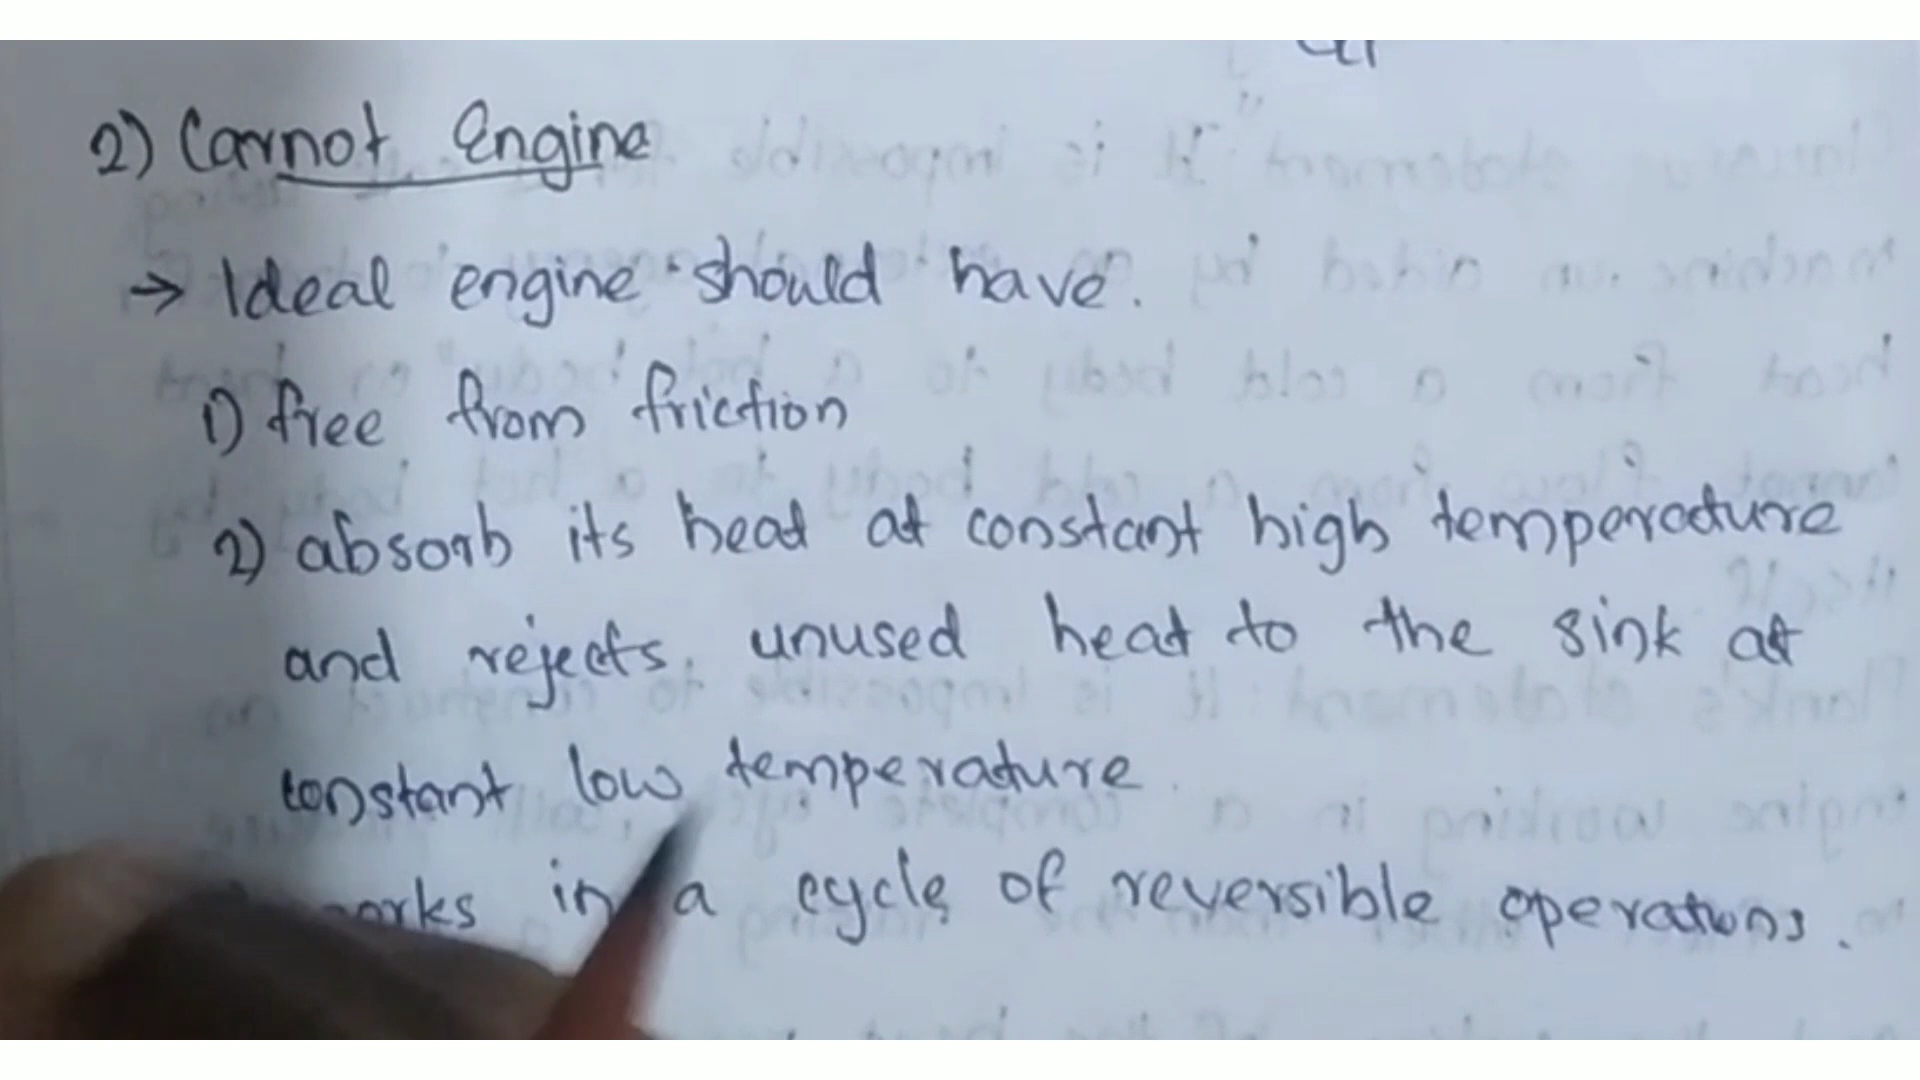 2) Carnot Engine
→ Ideal engine should have.
1) free from friction
2) absorb its heat at constant high temperature
and rejects unused heat to the sink at
constant low temperature
in a cycle of reversible operations.